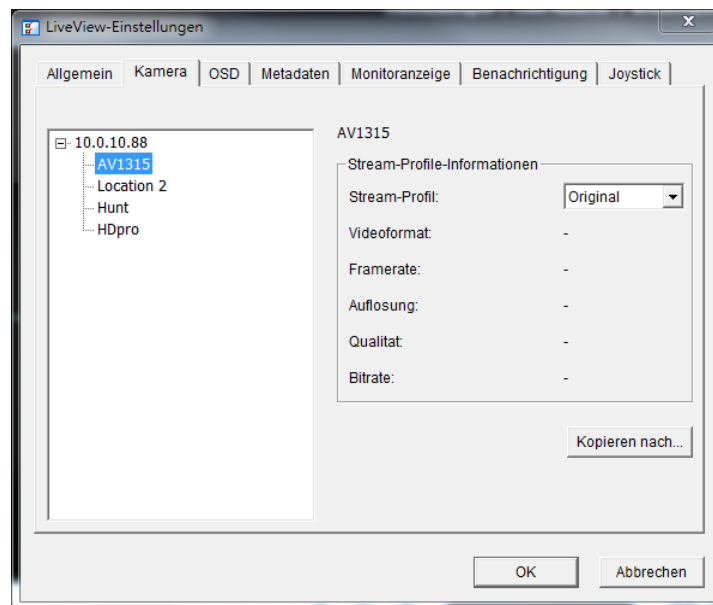 LiveView-Einstellungen
Allgemein Kamera OSD Metadaten Monitoranzeige Benachrichtigung Joystick
10.0.10.88
AV1315
Location 2
Hunt
HDpro
AV1315
Stream-Profile-Informationen
Stream-Profil: Original
Videoformat: -
Framerate: -
Auflosung: -
Qualitat: -
Bitrate: -
Kopieren nach...
OK Abbrechen